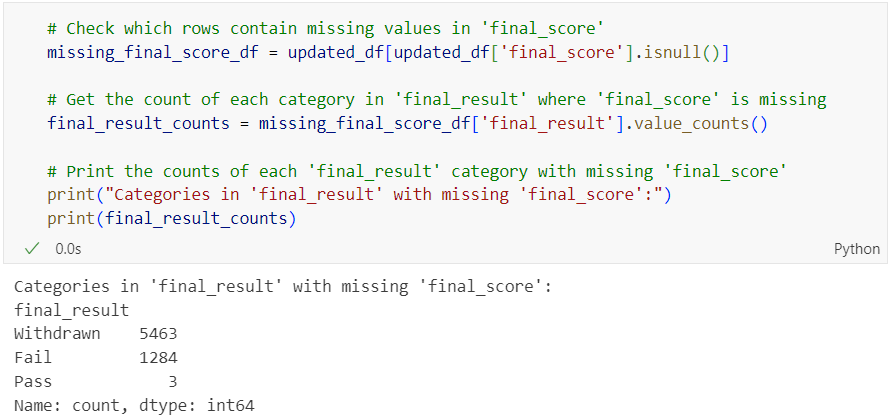 # Check which rows contain missing values in 'final_score'
missing_final_score_df = updated_df[updated_df['final_score'].isnull()]
# Get the count of each category in 'final_result' where 'final_score' is missing
final_result_counts = missing_final_score_df['final_result'].value_counts()
# Print the counts of each 'final_result' category with missing 'final_score'
print("Categories in 'final_result' with missing 'final_score':")
print(final_result_counts)
0.0s Python
Categories in 'final_result' with missing 'final_score':
final_result
Withdrawn    5463
Fail         1284
Pass            3
Name: count, dtype: int64